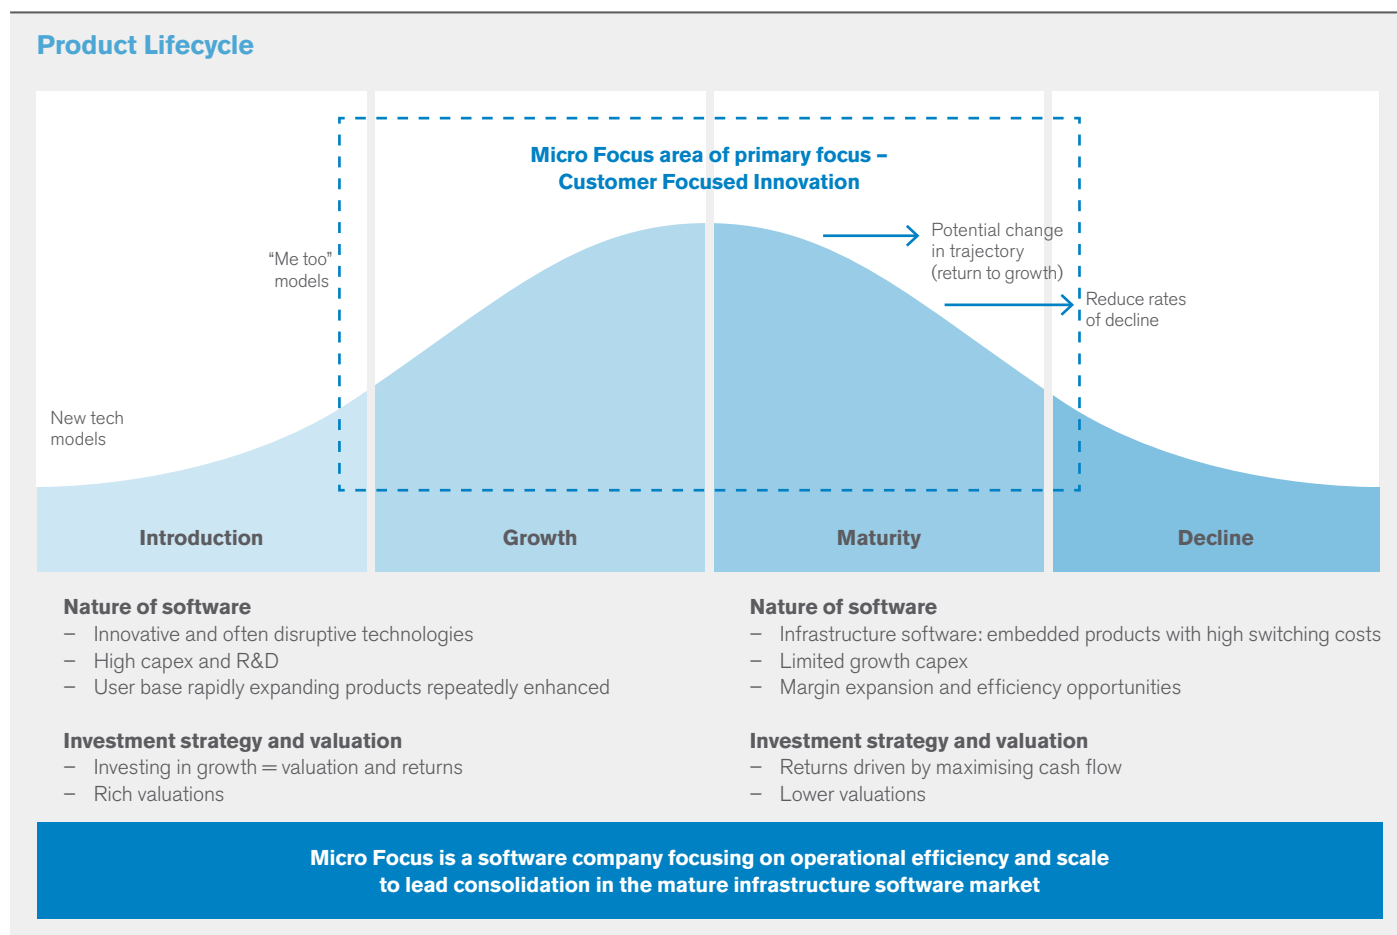 Product Lifecycle
Micro Focus area of primary focus –
Customer Focused Innovation
“Me too”
models
Potential change
in trajectory
(return to growth)
Reduce rates
of decline
New tech
models
Introduction
Growth
Maturity
Decline
Nature of software
– Innovative and often disruptive technologies
– High capex and R&D
– User base rapidly expanding products repeatedly enhanced
Investment strategy and valuation
– Investing in growth = valuation and returns
– Rich valuations
Nature of software
– Infrastructure software: embedded products with high switching costs
– Limited growth capex
– Margin expansion and efficiency opportunities
Investment strategy and valuation
– Returns driven by maximising cash flow
– Lower valuations
Micro Focus is a software company focusing on operational efficiency and scale
to lead consolidation in the mature infrastructure software market